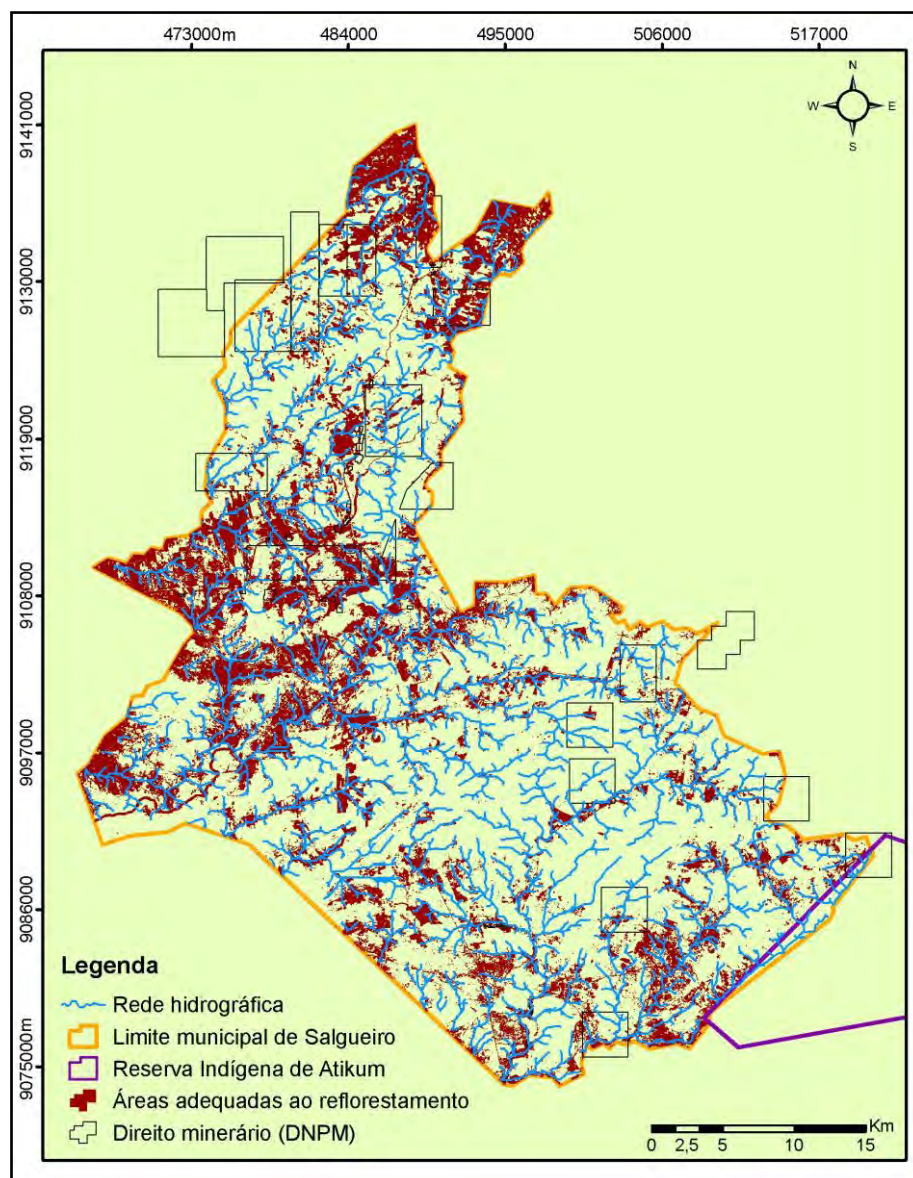 473000m 484000 495000 506000 517000
N
W E
S
9141000
9130000
9119000
9108000
9097000
9086000
9075000m
Legenda
Rede hidrográfica
Limite municipal de Salgueiro
Reserva Indígena de Atikum
Áreas adequadas ao reflorestamento
Direito minerário (DNPM)
Km
0 2,5 5 10 15